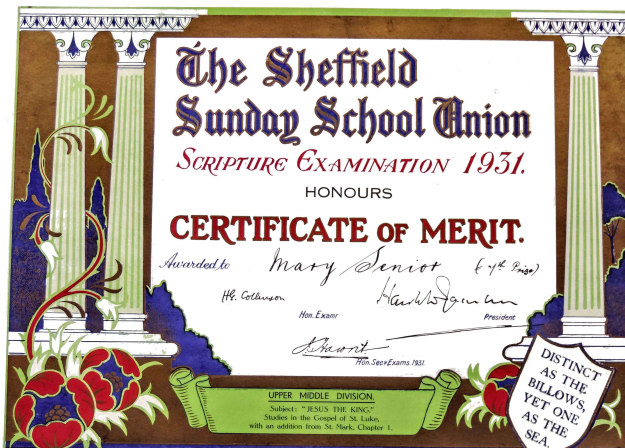 The Sheffield
Sunday School Union
SCRIPTURE EXAMINATION 1931.
HONOURS
CERTIFICATE OF MERIT.
Awarded to Mary Senior (4th Prize)
HG. Collinson
Hon. Examr President
Hon. Sec Exams 1931.
UPPER MIDDLE DIVISION.
Subject: "JESUS THE KING."
Studies in the Gospel of St. Luke,
with an addition from St. Mark, Chapter 1.
DISTINCT
AS THE
BILLOWS,
YET ONE
AS THE
SEA